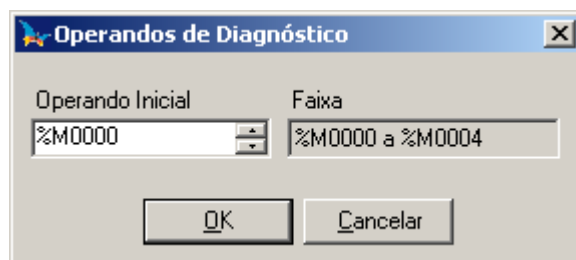 Operandos de Diagnóstico
Operando Inicial Faixa
%M0000 %M0000 a %M0004
OK Cancelar